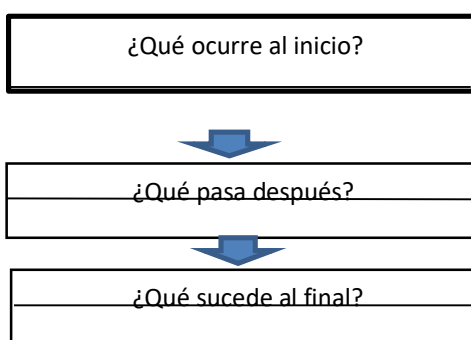 ¿Qué ocurre al inicio?
¿Qué pasa después?
¿Qué sucede al final?